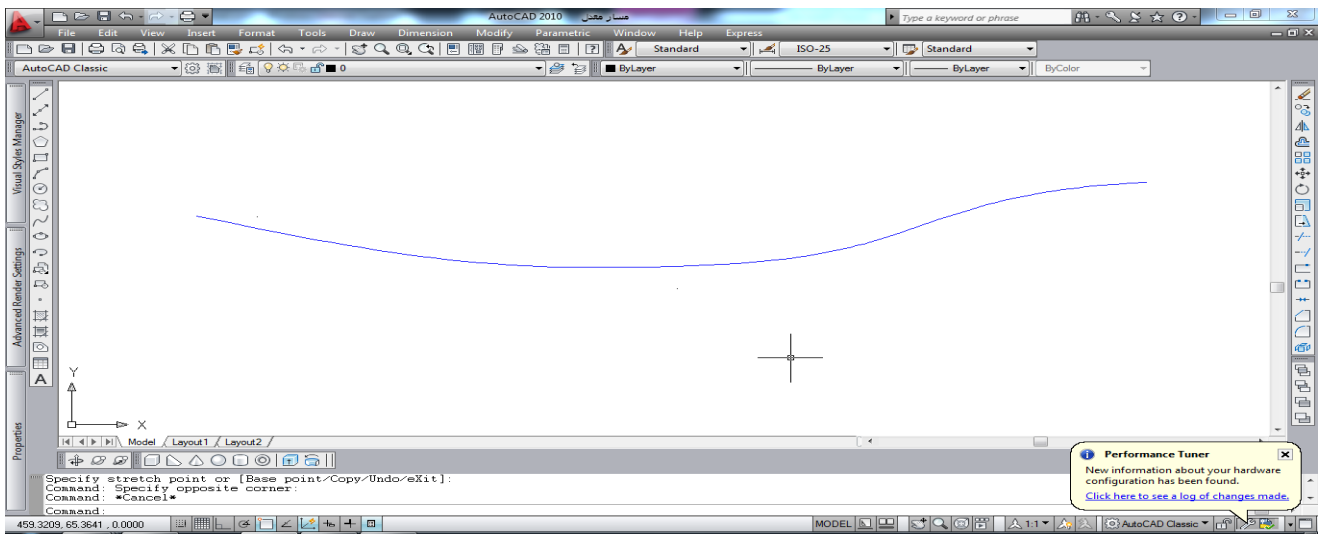 AutoCAD 2010 مسار معدل
Type a keyword or phrase
File Edit View Insert Format Tools Draw Dimension Modify Parametric Window Help Express
Standard ISO-25 Standard
AutoCAD Classic 0 ByLayer ByLayer ByLayer ByColor
Visual Styles Manager
Advanced Render Settings
Properties
A
Y
X
Model Layout1 Layout2
Specify stretch point or [Base point/Copy/Undo/eXit]:
Command: Specify opposite corner:
Command: *Cancel*
Command:
Performance Tuner
New information about your hardware
configuration has been found.
Click here to see a log of changes made.
459.3209, 65.3641 , 0.0000 MODEL 1:1 AutoCAD Classic